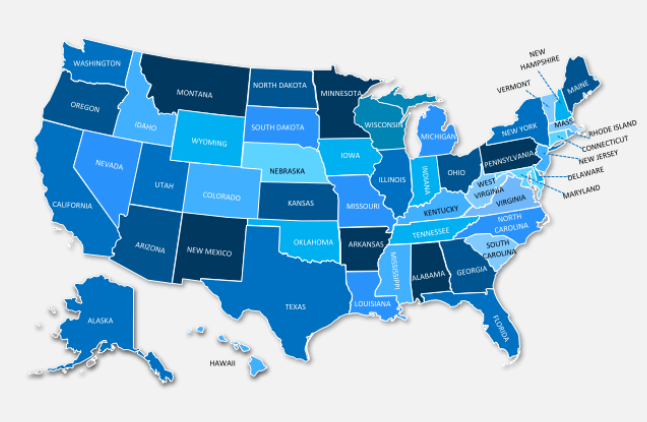 NEW
HAMPSHIRE
VERMONT
WASHINGTON
MONTANA
NORTH DAKOTA
MINNESOTA
MAINE
OREGON
IDAHO
WYOMING
SOUTH DAKOTA
WISCONSIN
MICHIGAN
NEW YORK
MASS
RHODE ISLAND
CONNECTICUT
NEW JERSEY
DELAWARE
MARYLAND
NEVADA
UTAH
COLORADO
NEBRASKA
IOWA
ILLINOIS
INDIANA
OHIO
PENNSYLVANIA
WEST
VIRGINIA
VIRGINIA
CALIFORNIA
KANSAS
MISSOURI
KENTUCKY
NORTH
CAROLINA
TENNESSEE
ARIZONA
NEW MEXICO
OKLAHOMA
ARKANSAS
MISSISSIPPI
ALABAMA
GEORGIA
SOUTH
CAROLINA
TEXAS
LOUISIANA
FLORIDA
ALASKA
HAWAII